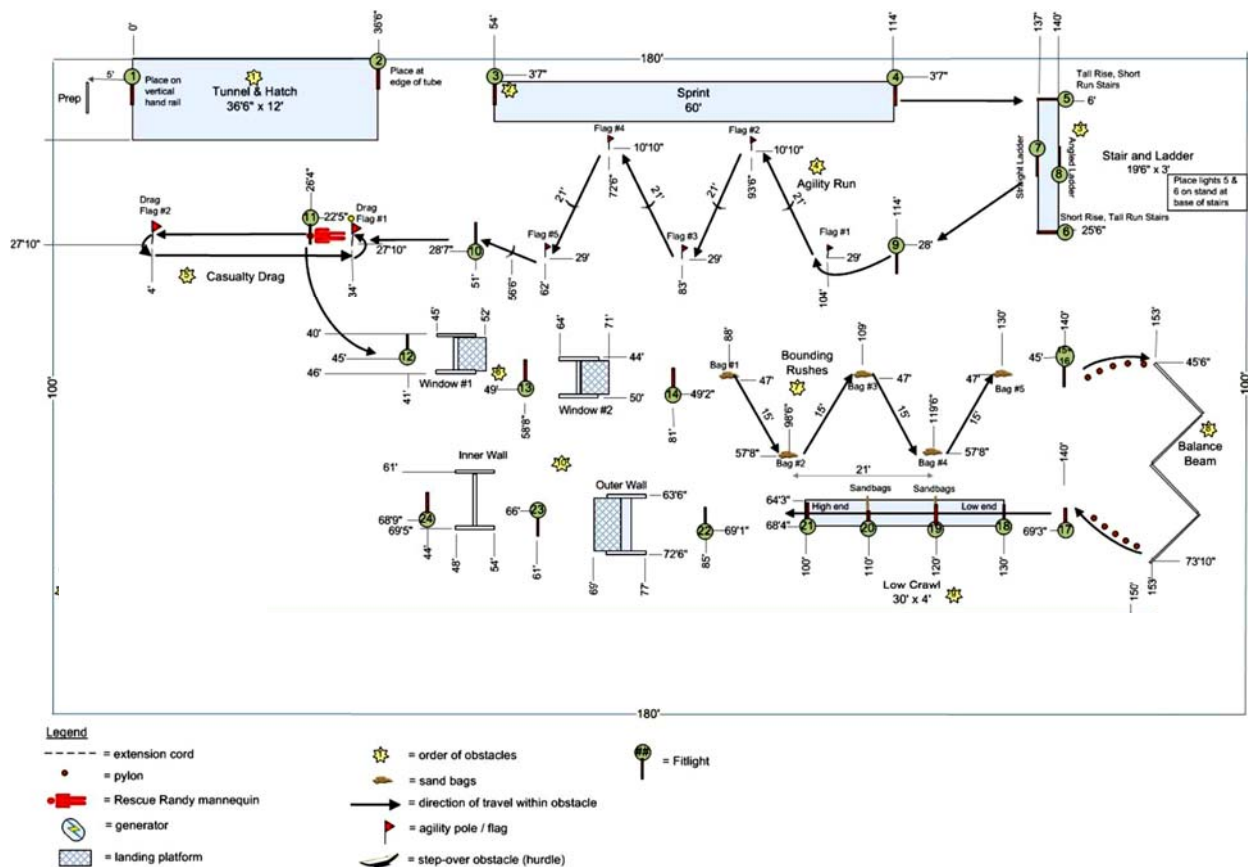 0'
36'6"
54'
114'
137'
140'
180'
5'
Prep
1
Place on
vertical
hand rail
1
Tunnel & Hatch
36'6" x 12'
2
Place at
edge of tube
3
3'7"
2
Sprint
60'
4
3'7"
Tall Rise, Short
Run Stairs
5
6'
3
7
Straight Ladder
8
Angled Ladder
Stair and Ladder
19'6" x 3'
Place lights 5 &
6 on stand at
base of stairs
Short Rise, Tall Run Stairs
6
25'6"
Flag #4
10'10"
72'6"
Flag #2
10'10"
93'6"
4
Agility Run
21'
21'
21'
21'
Flag #5
29'
62'
Flag #3
29'
83'
Flag #1
29'
104'
114'
9
28'
Drag
Flag #2
26'4"
11
22'5"
Drag
Flag #1
27'10"
27'10"
28'7"
10
51'
56'6"
4'
5
Casualty Drag
34'
100'
100'
40'
45'
46'
12
41'
45'
52'
Window #1
6
49'
13
58'8"
64'
71'
44'
50'
Window #2
14
49'2"
81'
88'
Bag #1
47'
Bounding
Rushes
7
109'
Bag #3
47'
130'
47'
Bag #5
15'
15'
15'
15'
98'6"
57'8"
Bag #2
119'6"
57'8"
Bag #4
21'
140'
45'
16
153'
45'6"
8
Balance
Beam
73'10"
153'
150'
140'
69'3"
17
Inner Wall
61'
10
68'9"
24
69'5"
44'
48'
54'
66'
23
61'
Outer Wall
63'6"
72'6"
69'
77'
22
69'1"
85'
64'3"
High end
Sandbags
Sandbags
Low end
68'4"
21
20
19
18
100'
110'
120'
130'
Low Crawl
30' x 4'
9
180'
Legend
= extension cord
= pylon
= Rescue Randy mannequin
= generator
= landing platform
1
= order of obstacles
= sand bags
= direction of travel within obstacle
= agility pole / flag
= step-over obstacle (hurdle)
##
= Fitlight